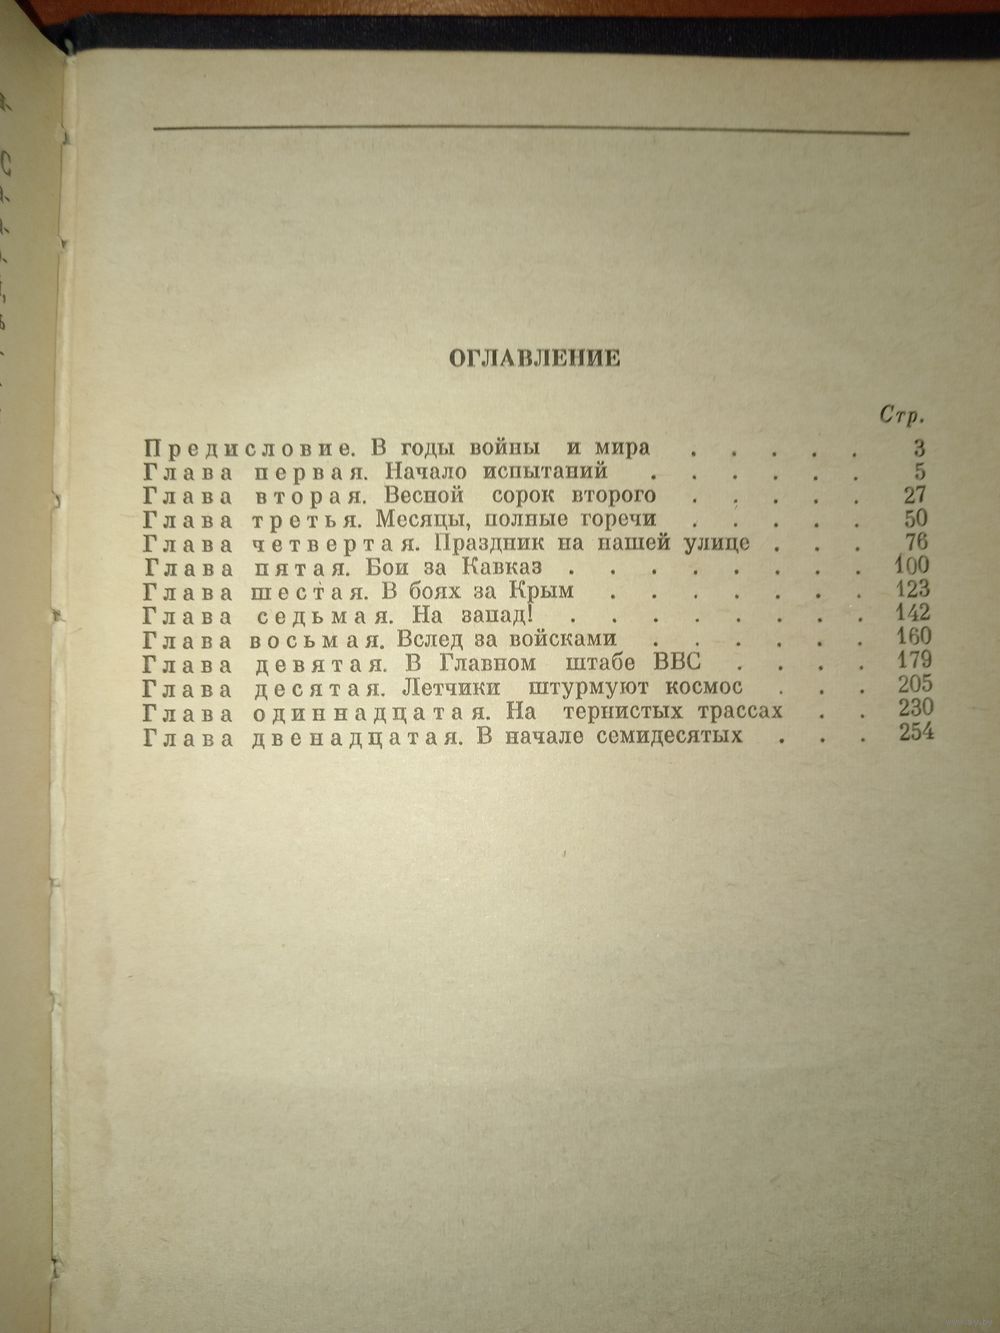 ОГЛАВЛЕНИЕ
Стр.
Предисловие. В годы войны и мира . . . . . 3
Глава первая. Начало испытаний . . . . . . 5
Глава вторая. Весной сорок второго . . . . . 27
Глава третья. Месяцы, полные горечи . . . . . 50
Глава четвертая. Праздник на нашей улице . . . 76
Глава пятая. Бои за Кавказ . . . . . . . . 100
Глава шестая. В боях за Крым . . . . . . . 123
Глава седьмая. На запад! . . . . . . . . 142
Глава восьмая. Вслед за войсками . . . . . . 160
Глава девятая. В Главном штабе ВВС . . . . 179
Глава десятая. Летчики штурмуют космос . . . 205
Глава одиннадцатая. На тернистых трассах . . 230
Глава двенадцатая. В начале семидесятых . . . 254